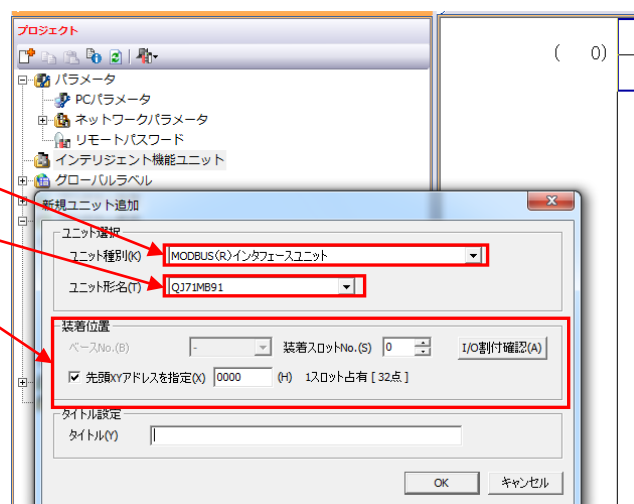 プロジェクト
( 0)
パラメータ
PCパラメータ
ネットワークパラメータ
リモートパスワード
インテリジェント機能ユニット
グローバルラベル
新規ユニット追加
ユニット選択
ユニット種別(K) MODBUS(R)インタフェースユニット
ユニット形名(T) QJ71MB91
装着位置
ベースNo.(B) - 装着スロットNo.(S) 0 I/O割付確認(A)
先頭XYアドレスを指定(X) 0000 (H) 1スロット占有 [ 32点 ]
タイトル設定
タイトル(Y)
OK キャンセル